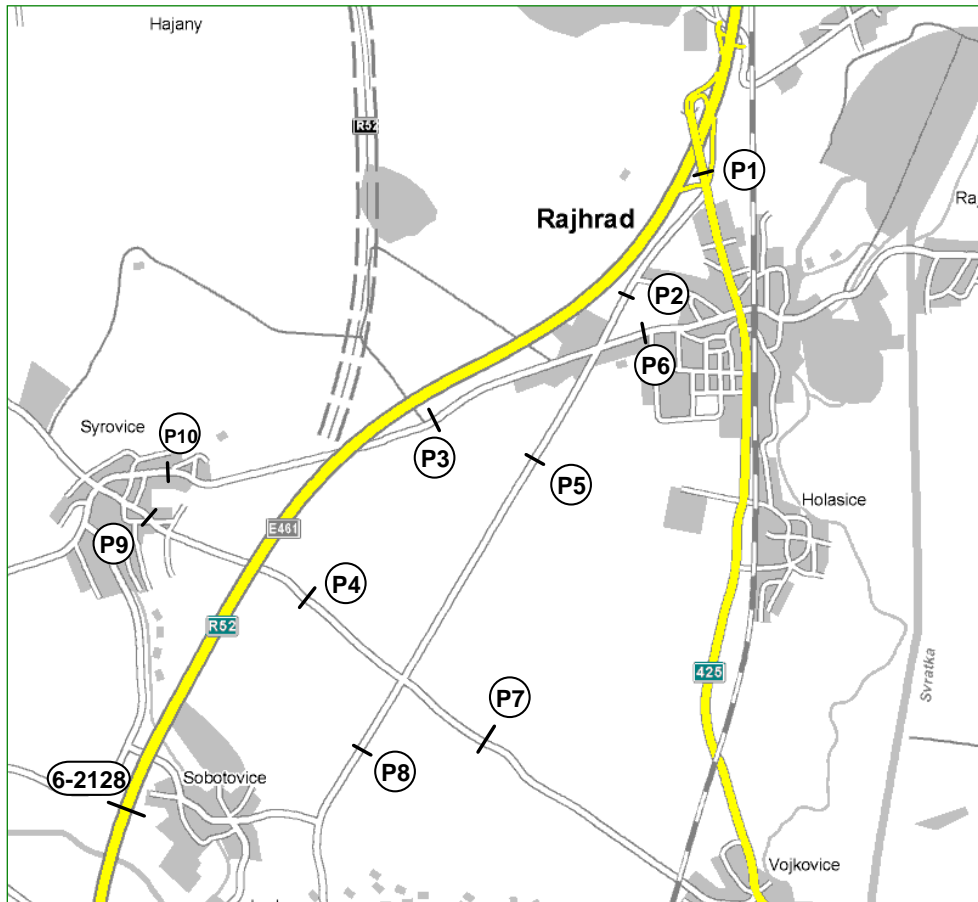 Hajany
R52
P1
Raj
Rajhrad
P2
P6
Syrovice
P10
P3
P5
Holasice
E461
P9
P4
R52
425
Svratka
P7
P8
6-2128
Sobotovice
Vojkovice